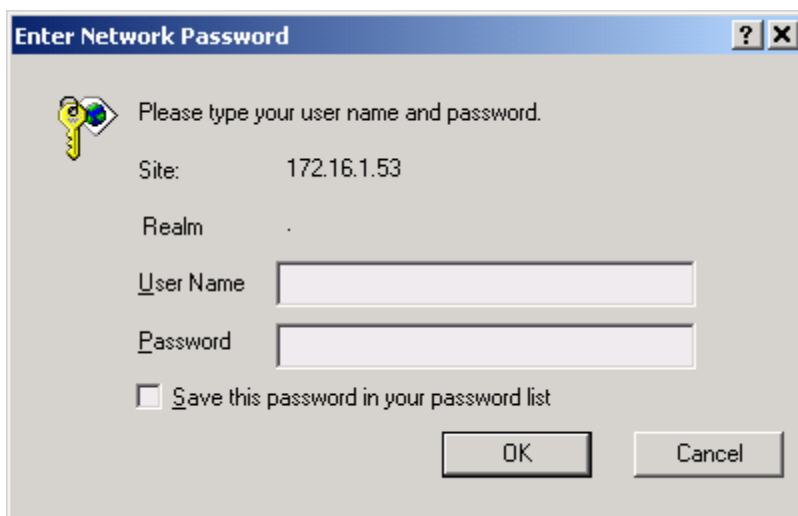 Enter Network Password
Please type your user name and password.
Site: 172.16.1.53
Realm .
User Name
Password
Save this password in your password list
OK Cancel